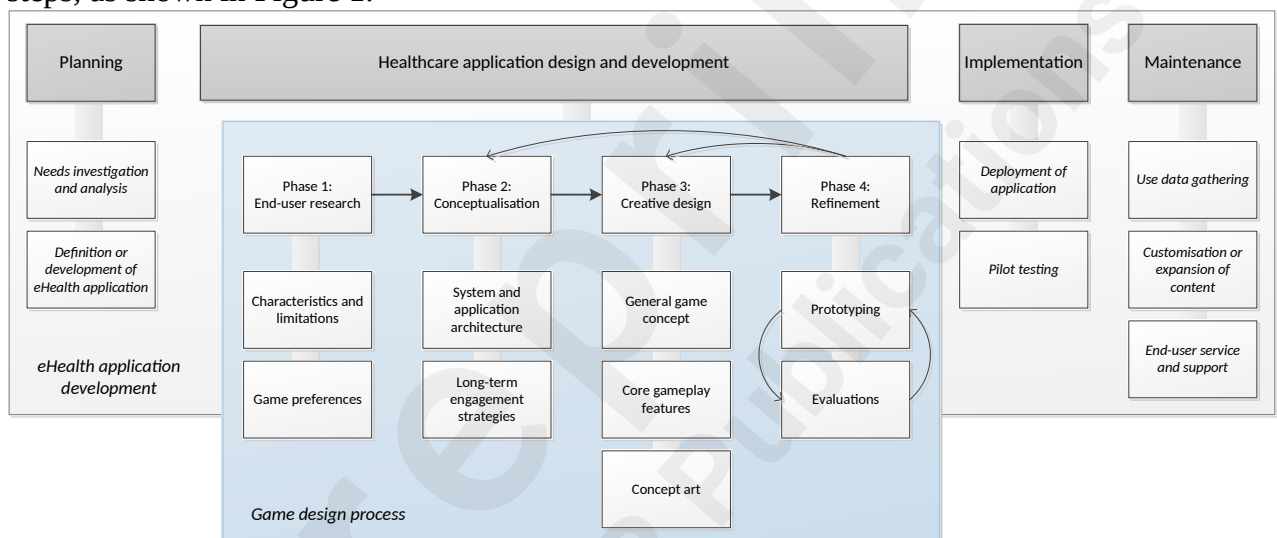 steps, as shown in Figure 1.
Planning
Healthcare application design and development
Implementation
Maintenance
Needs investigation
and analysis
Definition or
development of
eHealth application
eHealth application
development
Phase 1:
End-user research
Characteristics and
limitations
Game preferences
Phase 2:
Conceptualisation
System and
application
architecture
Long-term
engagement
strategies
Phase 3:
Creative design
General game
concept
Core gameplay
features
Concept art
Phase 4:
Refinement
Prototyping
Evaluations
Game design process
Deployment of
application
Pilot testing
Use data gathering
Customisation or
expansion of
content
End-user service
and support
Publications